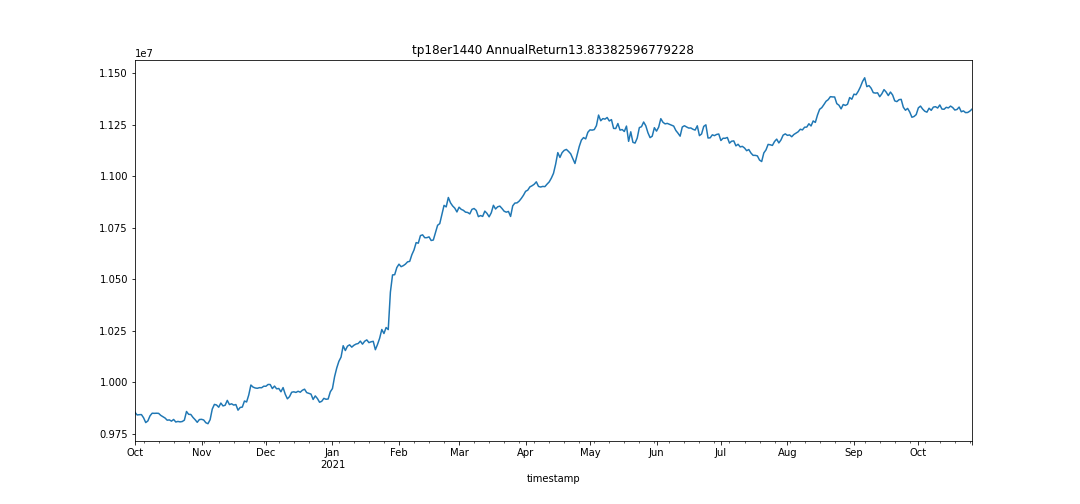 tp18er1440 AnnualReturn13.83382596779228
1e7
1.150
1.125
1.100
1.075
1.050
1.025
1.000
0.975
Oct Nov Dec Jan Feb Mar Apr May Jun Jul Aug Sep Oct
2021
timestamp